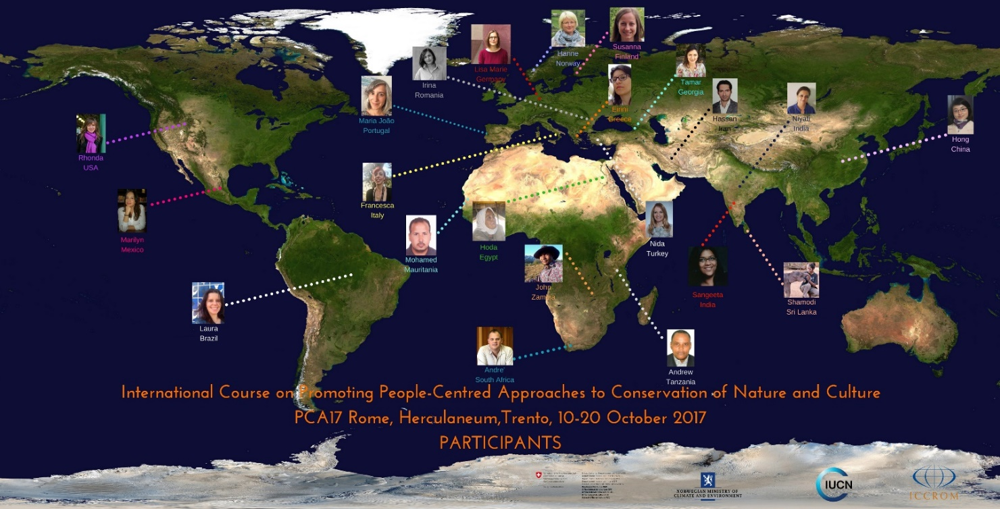 Susanna
Finland
Hanne
Norway
Lisa Marie
Germany
Irina
Romania
Tamar
Georgia
Eirini
Greece
Hassan
Iran
Niyati
India
Maria João
Portugal
Hong
China
Rhonda
USA
Francesca
Italy
Marilyn
Mexico
Mohamed
Mauritania
Hoda
Egypt
Nida
Turkey
John
Zambia
Sangeeta
India
Shamodi
Sri Lanka
Laura
Brazil
Andre'
South Africa
Andrew
Tanzania
International Course on Promoting People-Centred Approaches to Conservation of Nature and Culture
PCA17 Rome, Herculaneum,Trento, 10-20 October 2017
PARTICIPANTS
NORWEGIAN MINISTRY OF
CLIMATE AND ENVIRONMENT
IUCN
ICCROM